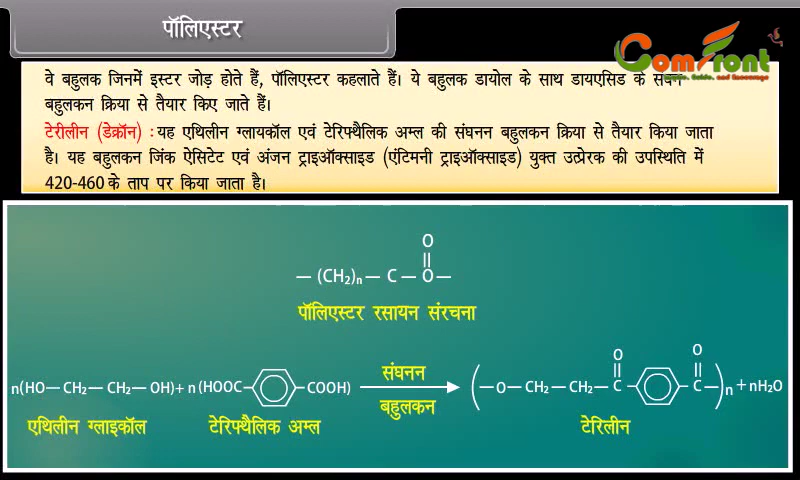 पॉलिएस्टर
ComFront
वे बहुलक जिनमें इस्टर जोड़ होते हैं, पॉलिएस्टर कहलाते हैं। ये बहुलक डायोल के साथ डायएसिड के
बहुलकन क्रिया से तैयार किए जाते हैं।
टेरीलीन (डेक्रॉन) : यह एथिलीन ग्लायकॉल एवं टेरिफ्थैलिक अम्ल की संघनन बहुलकन क्रिया से तैयार किया जाता
है। यह बहुलकन जिंक ऐसिटेट एवं अंजन ट्राइऑक्साइड (एंटिमनी ट्राइऑक्साइड) युक्त उत्प्रेरक की उपस्थिति में
420-460 के ताप पर किया जाता है।
O
— (CH₂)ₙ — C — O —
पॉलिएस्टर रसायन संरचना
O O
n(HO— CH₂— CH₂— OH)+ n (HOOC— —COOH) संघनन बहुलकन ( —O— CH₂— CH₂— C— —C— )ₙ + nH₂O
एथिलीन ग्लाइकॉल टेरिफ्थैलिक अम्ल टेरिलीन